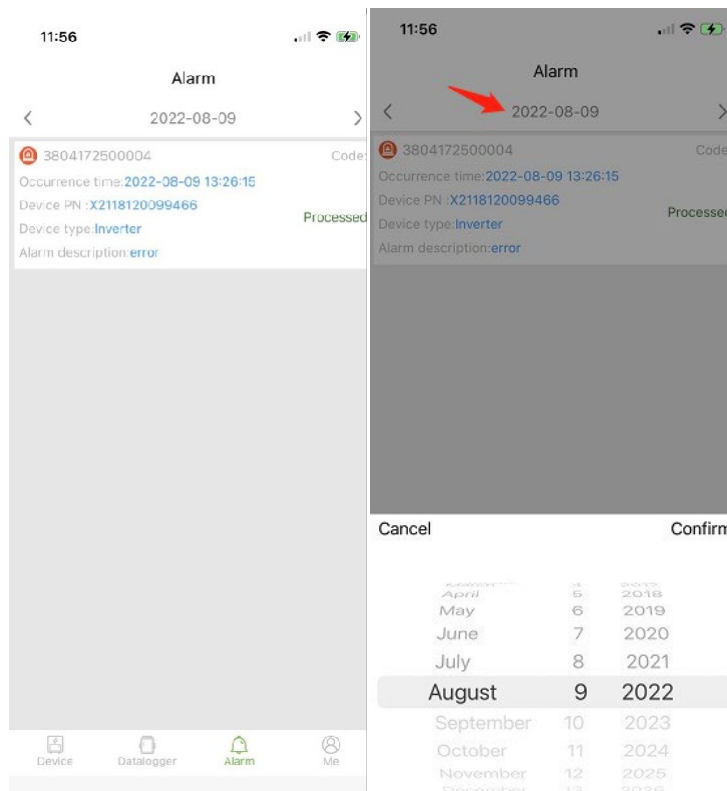 11:56
Alarm
2022-08-09
3804172500004 Code:
Occurrence time:2022-08-09 13:26:15
Device PN :X2118120099466
Processed
Device type:Inverter
Alarm description:error
Device Datalogger Alarm Me
11:56
Alarm
2022-08-09
3804172500004 Code
Occurrence time:2022-08-09 13:26:15
Device PN :X2118120099466
Processed
Device type:Inverter
Alarm description:error
Cancel Confirm
April 5 2018
May 6 2019
June 7 2020
July 8 2021
August 9 2022
September 10 2023
October 11 2024
November 12 2025